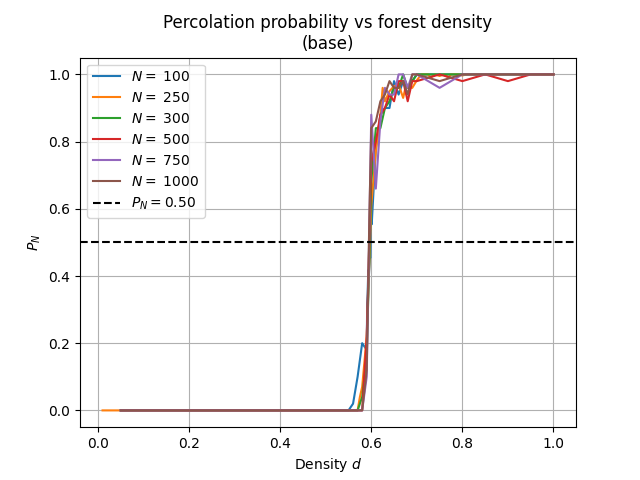 Percolation probability vs forest density
(base)
N = 100
N = 250
N = 300
N = 500
N = 750
N = 1000
P_N = 0.50
P_N
1.0
0.8
0.6
0.4
0.2
0.0
0.0 0.2 0.4 0.6 0.8 1.0
Density d